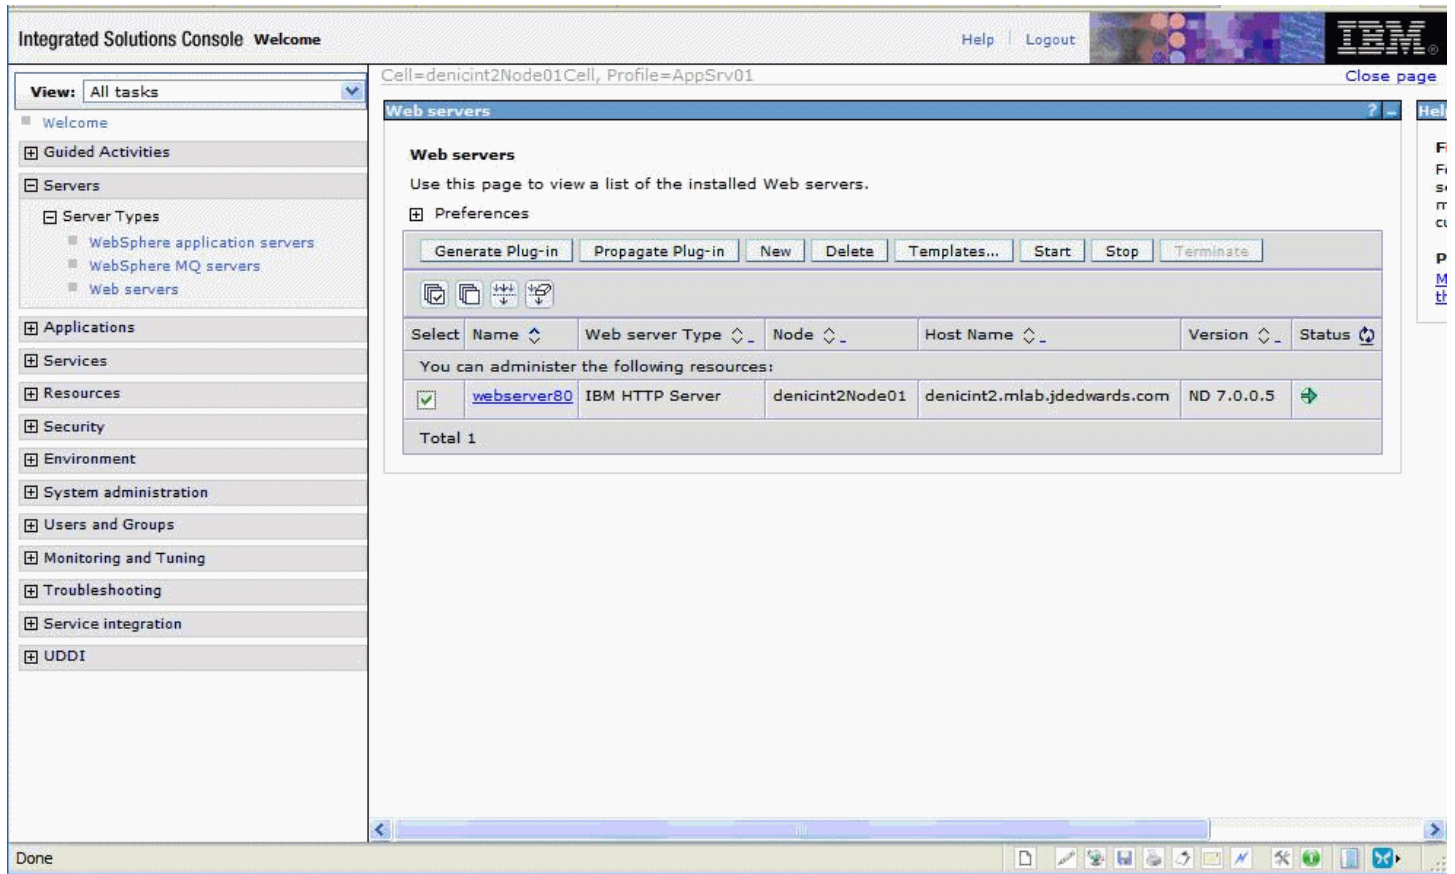 Integrated Solutions Console Welcome
Help Logout
IBM®
View: All tasks
Welcome
Guided Activities
Servers
Server Types
WebSphere application servers
WebSphere MQ servers
Web servers
Applications
Services
Resources
Security
Environment
System administration
Users and Groups
Monitoring and Tuning
Troubleshooting
Service integration
UDDI
Cell=denicint2Node01Cell, Profile=AppSrv01
Close page
Web servers ? -
Web servers
Use this page to view a list of the installed Web servers.
Preferences
Generate Plug-in Propagate Plug-in New Delete Templates... Start Stop Terminate
Select Name Web server Type Node Host Name Version Status
You can administer the following resources:
webserver80 IBM HTTP Server denicint2Node01 denicint2.mlab.jdedwards.com ND 7.0.0.5
Total 1
Done